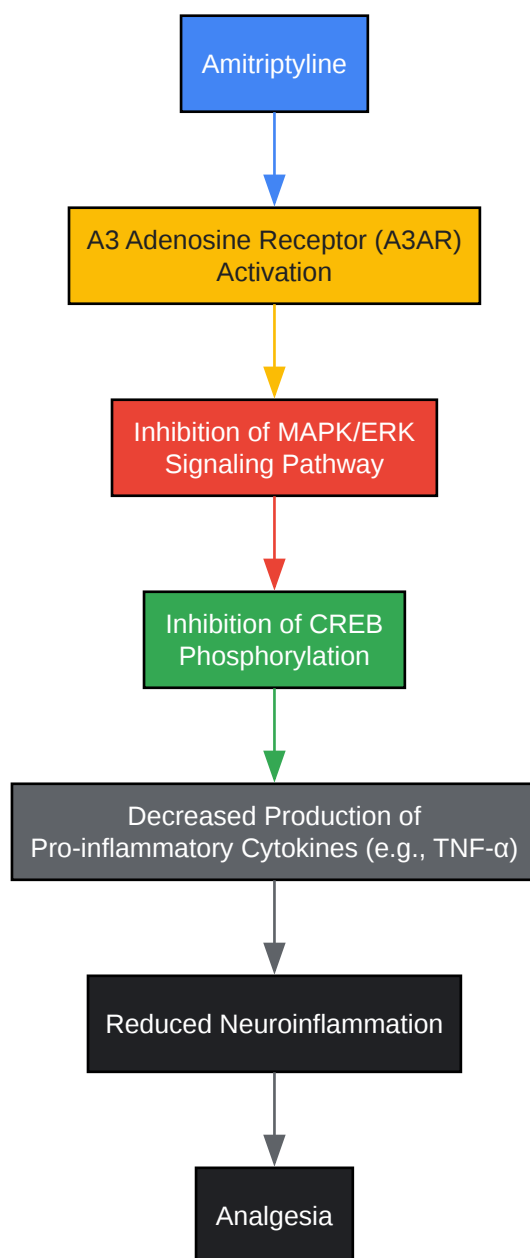 Amitriptyline
A3 Adenosine Receptor (A3AR)
Activation
Inhibition of MAPK/ERK
Signaling Pathway
Inhibition of CREB
Phosphorylation
Decreased Production of
Pro-inflammatory Cytokines (e.g., TNF-α)
Reduced Neuroinflammation
Analgesia